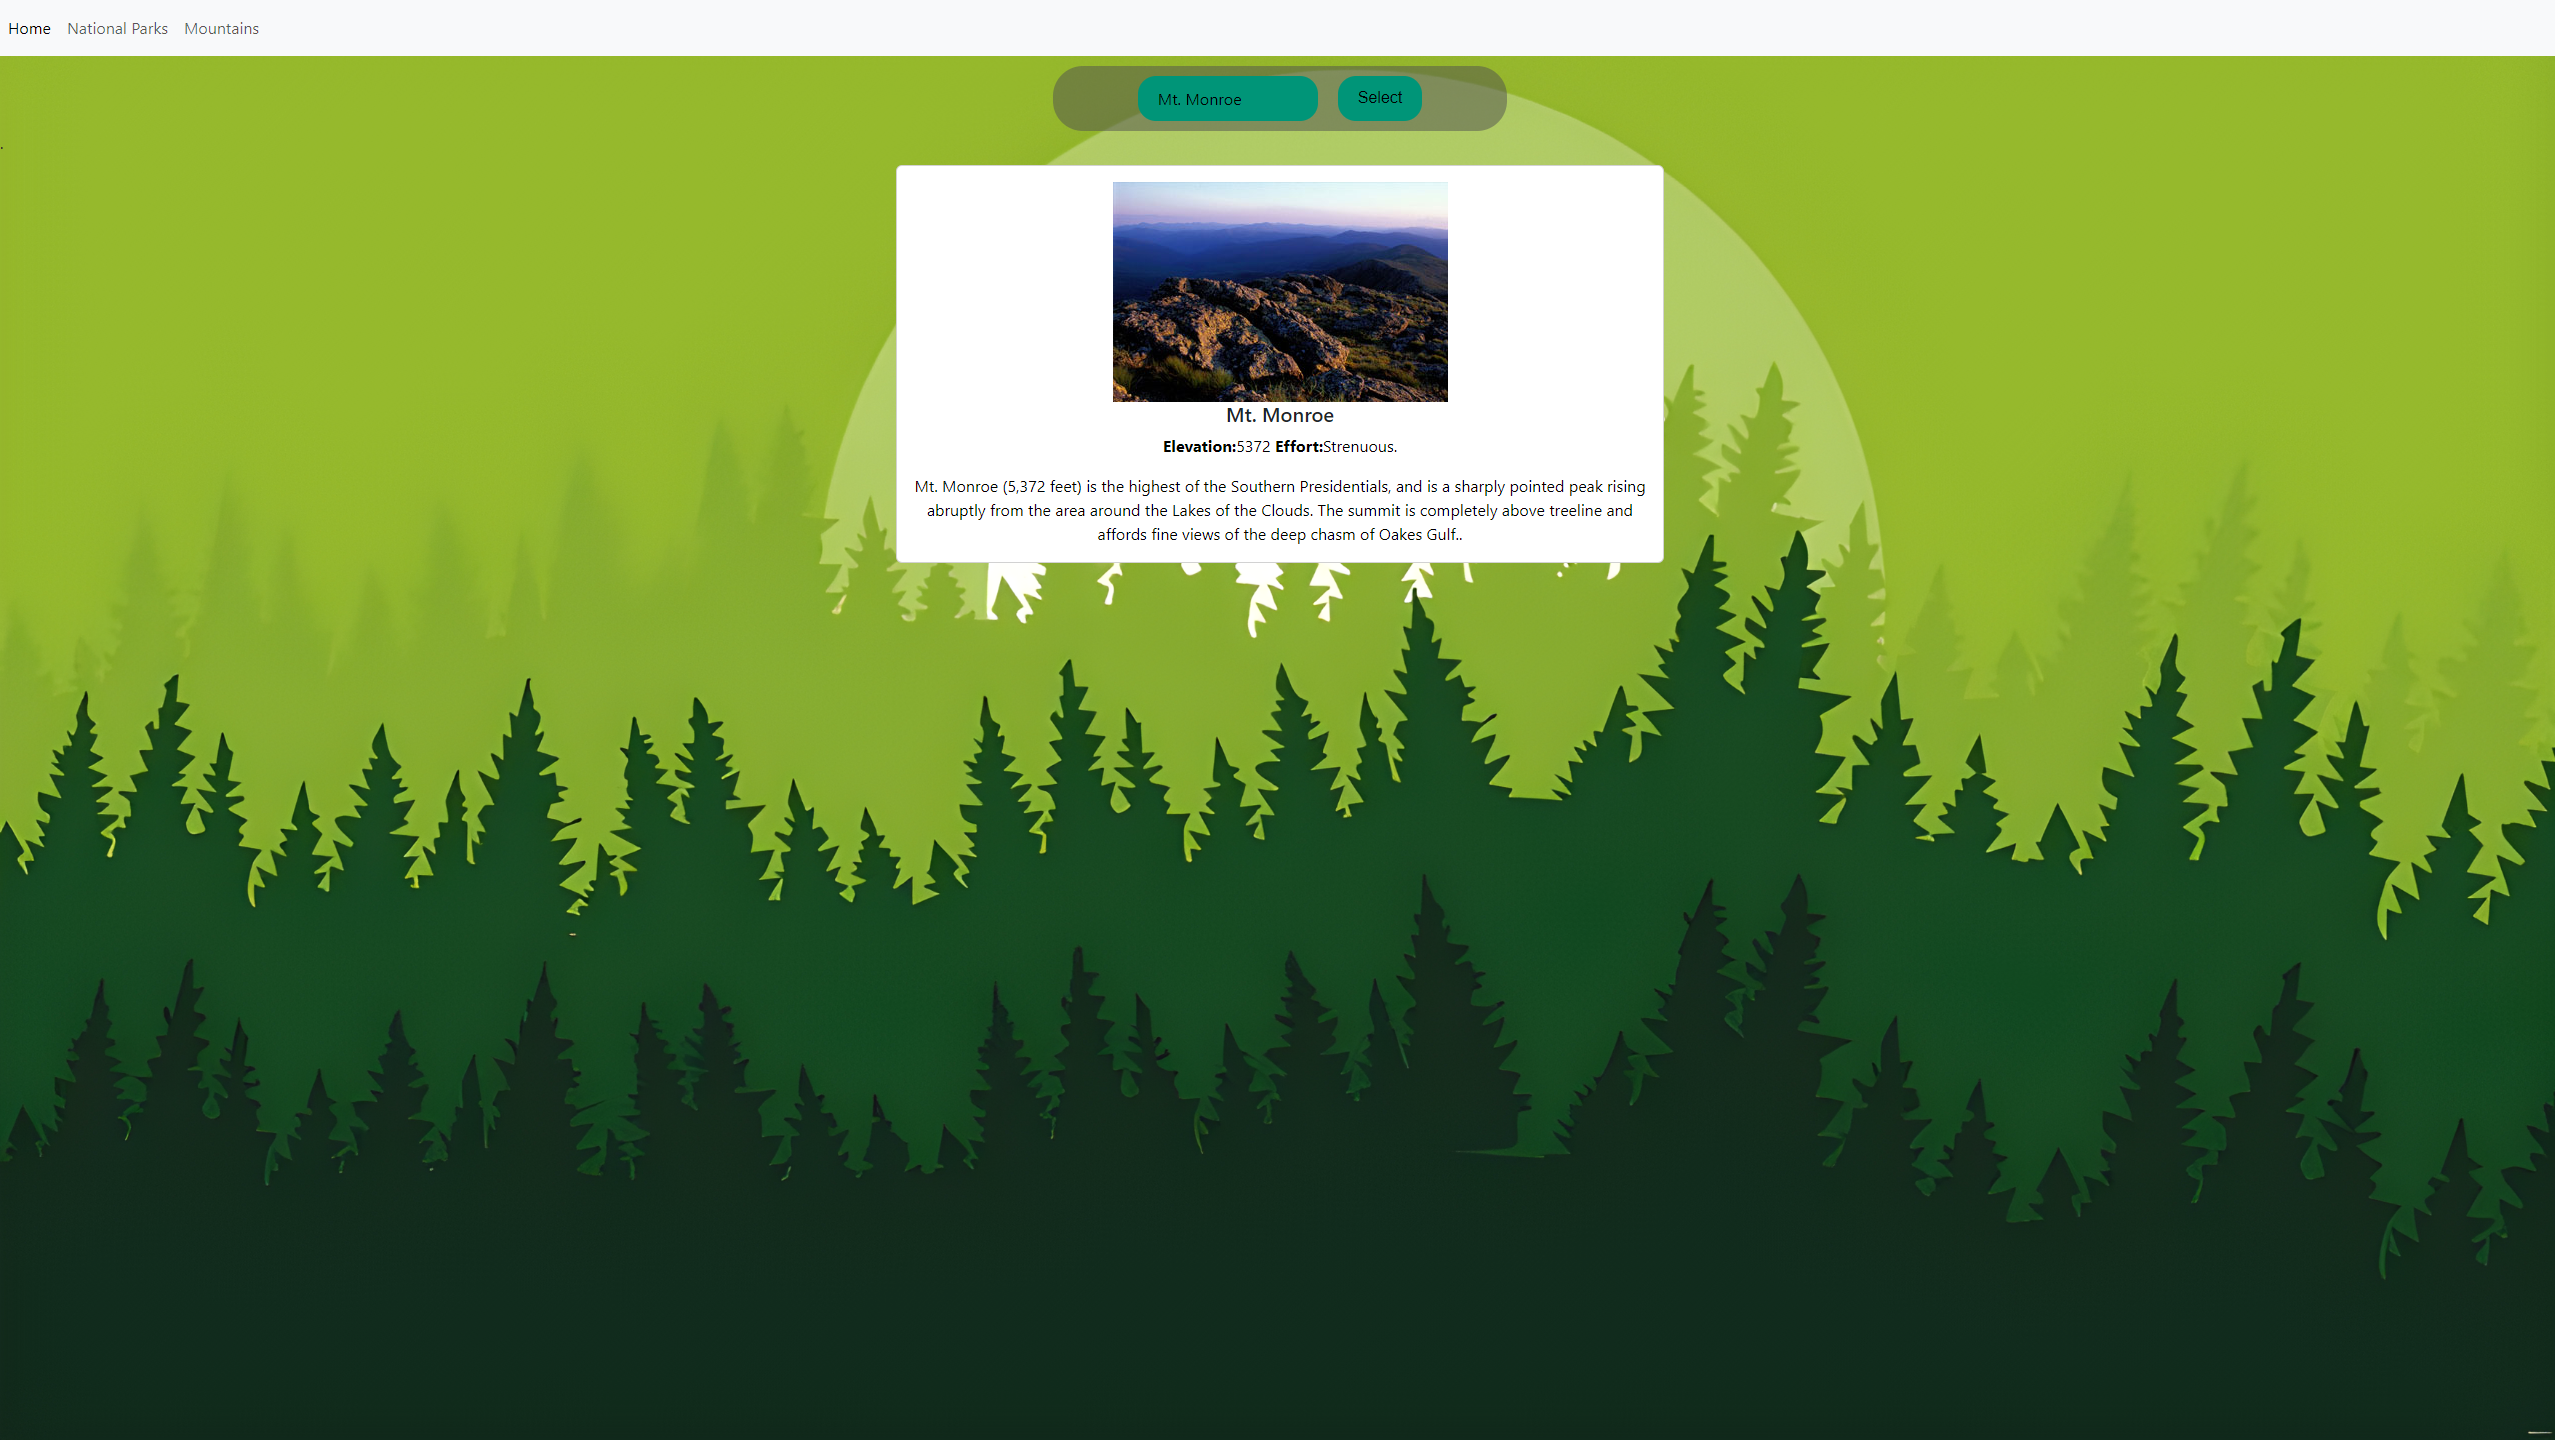 Home National Parks Mountains
Mt. Monroe Select
.
Mt. Monroe
Elevation:5372 Effort:Strenuous.
Mt. Monroe (5,372 feet) is the highest of the Southern Presidentials, and is a sharply pointed peak rising
abruptly from the area around the Lakes of the Clouds. The summit is completely above treeline and
affords fine views of the deep chasm of Oakes Gulf..